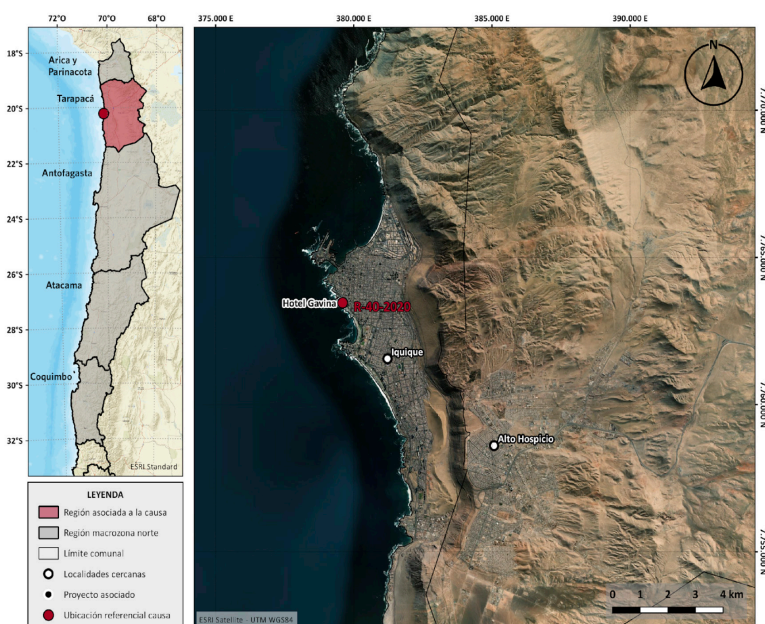 72°O 70°O 68°O
375.000 E 380.000 E 385.000 E 390.000 E
18°S
20°S
22°S
24°S
26°S
28°S
30°S
32°S
Arica y
Parinacota
Tarapacá
Antofagasta
Atacama
Coquimbo
ESRI Standard
LEYENDA
Región asociada a la causa
Región macrozona norte
Límite comunal
Localidades cercanas
Proyecto asociado
Ubicación referencial causa
N
Hotel Gavina
R-40-2020
Iquique
Alto Hospicio
0 1 2 3 4 km
ESRI Satellite - UTM WGS84